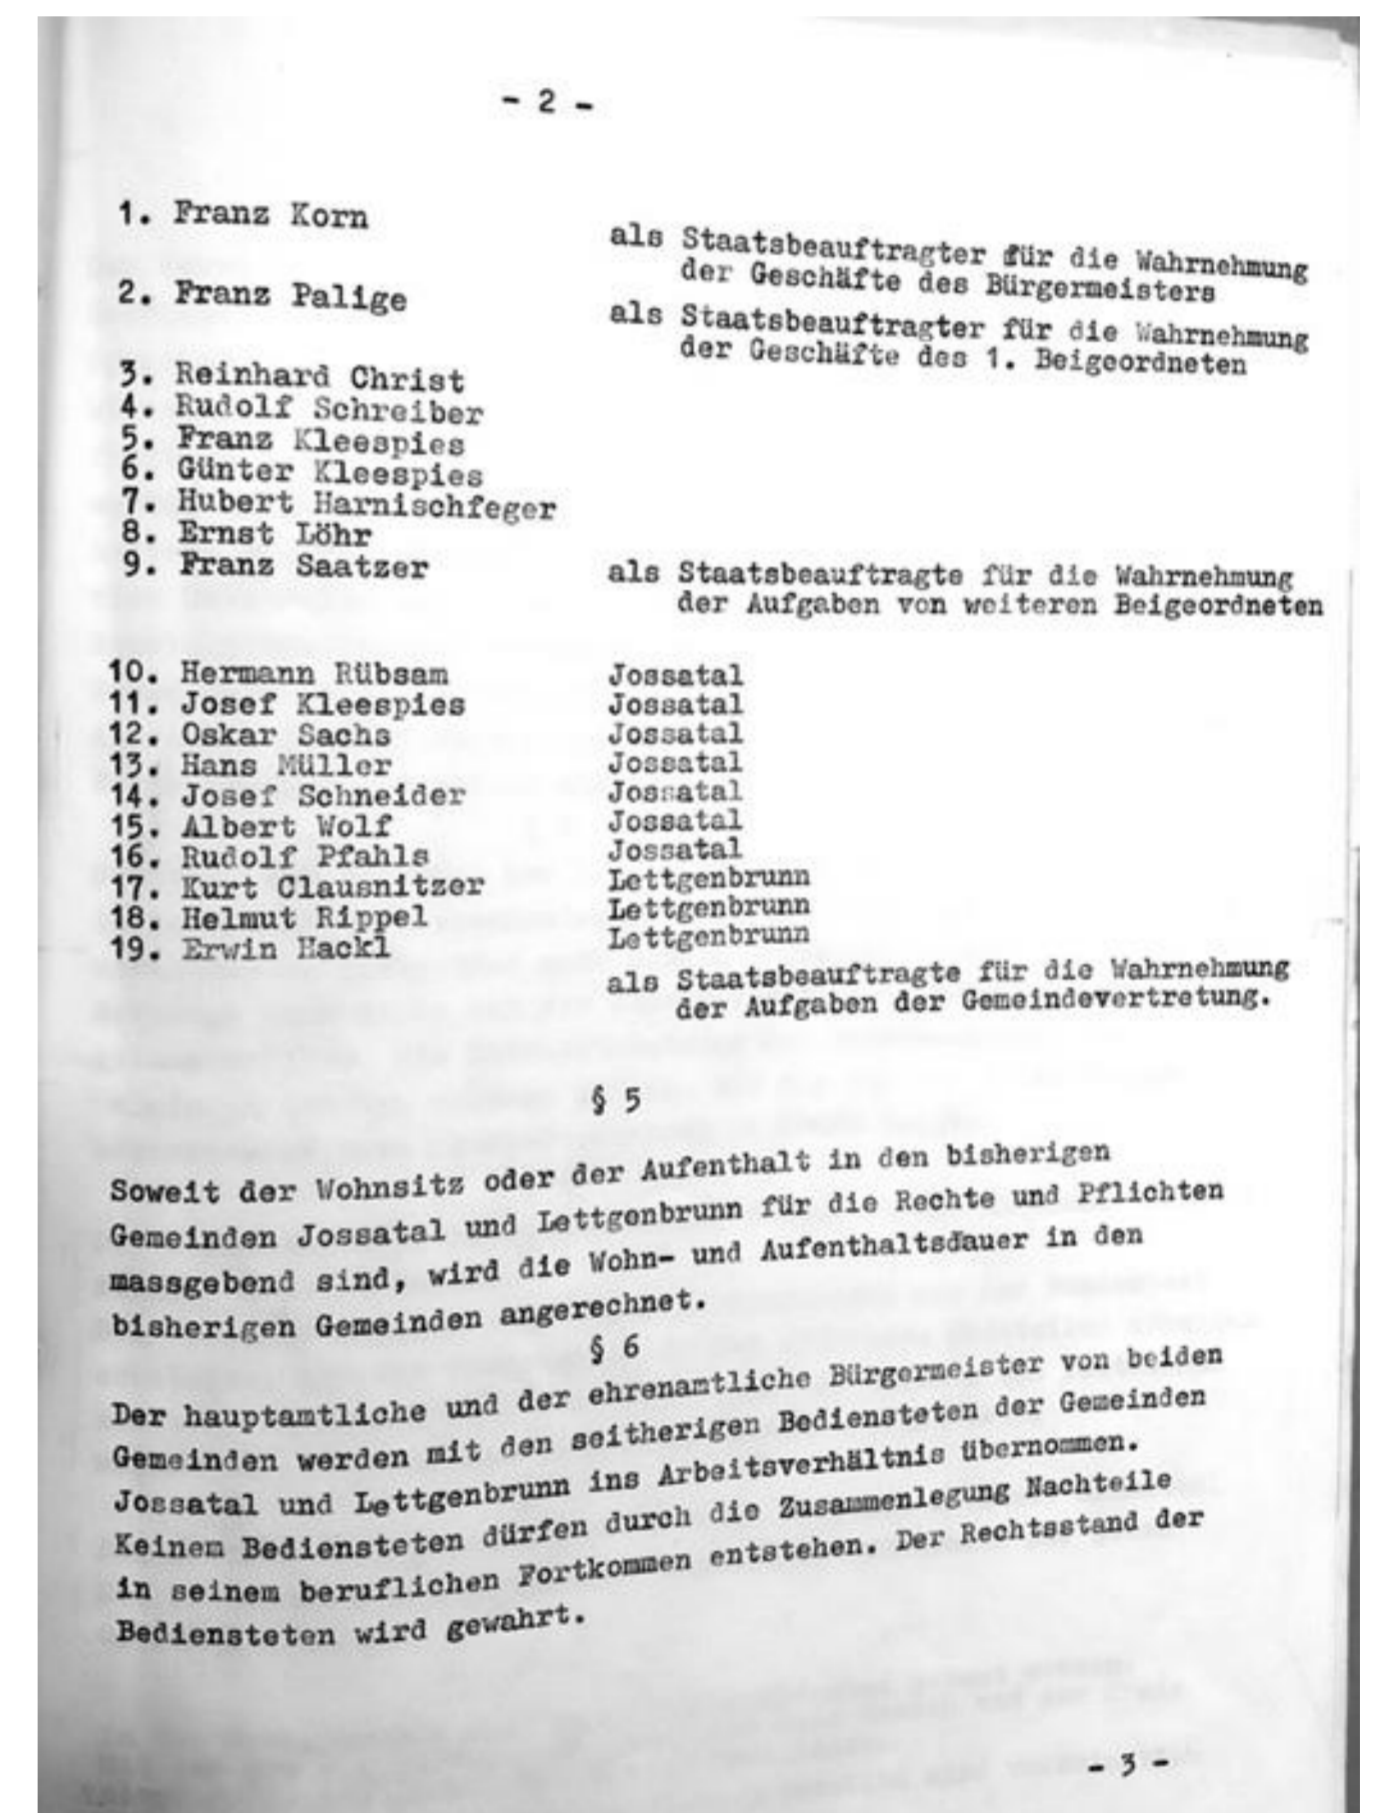 - 2 -
1. Franz Korn
als Staatsbeauftragter für die Wahrnehmung
der Geschäfte des Bürgermeisters
2. Franz Palige
als Staatsbeauftragter für die Wahrnehmung
der Geschäfte des 1. Beigeordneten
3. Reinhard Christ
4. Rudolf Schreiber
5. Franz Kleespies
6. Günter Kleespies
7. Hubert Harnischfeger
8. Ernst Löhr
9. Franz Saatzer
als Staatsbeauftragte für die Wahrnehmung
der Aufgaben von weiteren Beigeordneten
10. Hermann Rübsam Jossatal
11. Josef Kleespies Jossatal
12. Oskar Sachs Jossatal
13. Hans Müller Jossatal
14. Josef Schneider Jossatal
15. Albert Wolf Jossatal
16. Rudolf Pfahls Jossatal
17. Kurt Clausnitzer Lettgenbrunn
18. Helmut Rippel Lettgenbrunn
19. Erwin Hackl Lettgenbrunn
als Staatsbeauftragte für die Wahrnehmung
der Aufgaben der Gemeindevertretung.
§ 5
Soweit der Wohnsitz oder der Aufenthalt in den bisherigen
Gemeinden Jossatal und Lettgenbrunn für die Rechte und Pflichten
massgebend sind, wird die Wohn- und Aufenthaltsdauer in den
bisherigen Gemeinden angerechnet.
§ 6
Der hauptamtliche und der ehrenamtliche Bürgermeister von beiden
Gemeinden werden mit den seitherigen Bediensteten der Gemeinden
Jossatal und Lettgenbrunn ins Arbeitsverhältnis übernommen.
Keinem Bediensteten dürfen durch die Zusammenlegung Nachteile
in seinem beruflichen Fortkommen entstehen. Der Rechtsstand der
Bediensteten wird gewahrt.
- 3 -